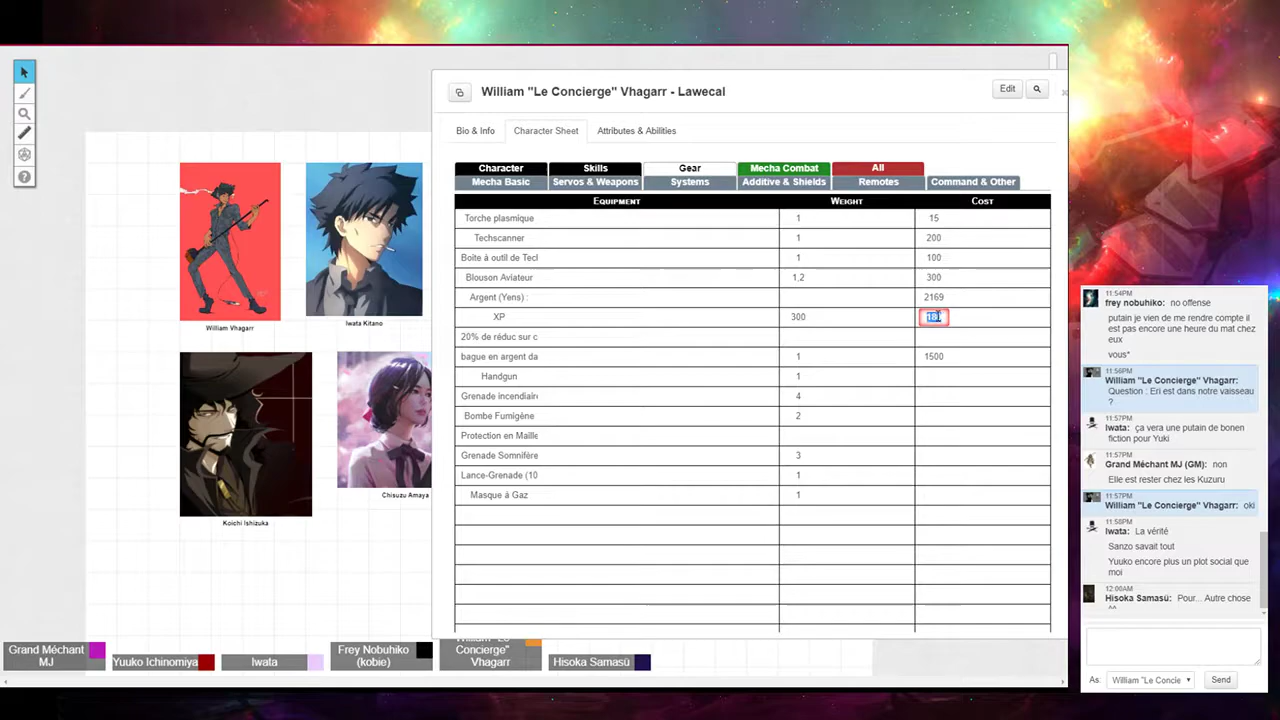 William "Le Concierge" Vhagarr - Lawecal
Edit
Bio & Info
Character Sheet
Attributes & Abilities
Character
Skills
Gear
Mecha Combat
All
Mecha Basic
Servos & Weapons
Systems
Additive & Shields
Remotes
Command & Other
Equipment
Weight
Cost
Torche plasmique
1
15
Techscanner
1
200
Boite à outil de Tecl
1
100
Blouson Aviateur
1,2
300
Argent (Yens) :
2169
XP
300
20% de réduc sur c
bague en argent da
1
1500
Handgun
1
Grenade incendiair
4
Bombe Fumigène
2
Protection en Maille
Grenade Somnifère
3
Lance-Grenade (10
1
Masque à Gaz
1
William Vhagarr
Iwata Kitano
Koichi Ishizuka
Chisuzu Amaya
Grand Méchant
MJ
Yuuko Ichinomiya
Iwata
Frey Nobuhiko
(kobie)
William "Le
Concierge"
Vhagarr
Hisoka Samasü
11:54PM
frey nobuhiko: no offense
putain je vien de me rendre compte il
est pas encore une heure du mat chez
eux
vous*
11:56PM
William "Le Concierge" Vhagarr:
Question : Eri est dans notre vaisseau
?
11:57PM
Iwata: ça vera une putain de bonen
fiction pour Yuki
11:57PM
Grand Méchant MJ (GM): non
Elle est rester chez les Kuzuru
11:57PM
William "Le Concierge" Vhagarr: oki
11:58PM
Iwata: La vérité
Sanzo savait tout
Yuuko encore plus un plot social que
moi
12:00AM
Hisoka Samasü: Pour... Autre chose
^^
As:
William "Le Concie
Send